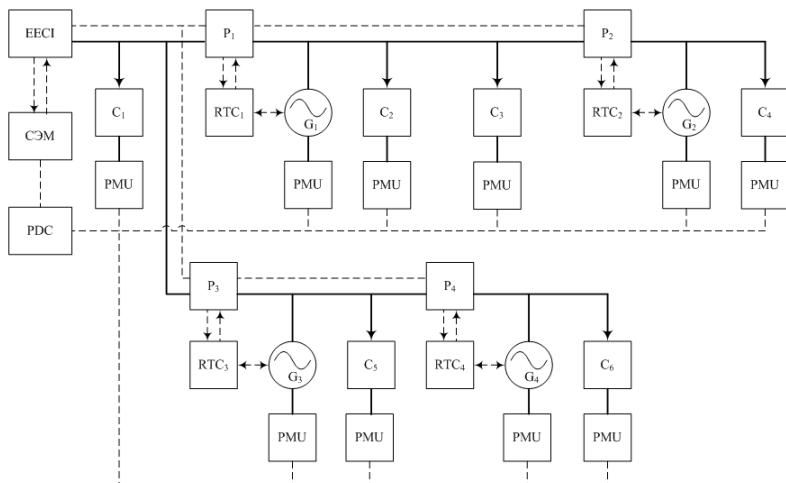 EECI
P₁
P₂
C₁
RTC₁
G₁
C₂
C₃
RTC₂
G₂
C₄
СЭМ
PMU
PMU
PMU
PMU
PMU
PMU
PDC
P₃
P₄
RTC₃
G₃
C₅
RTC₄
G₄
C₆
PMU
PMU
PMU
PMU